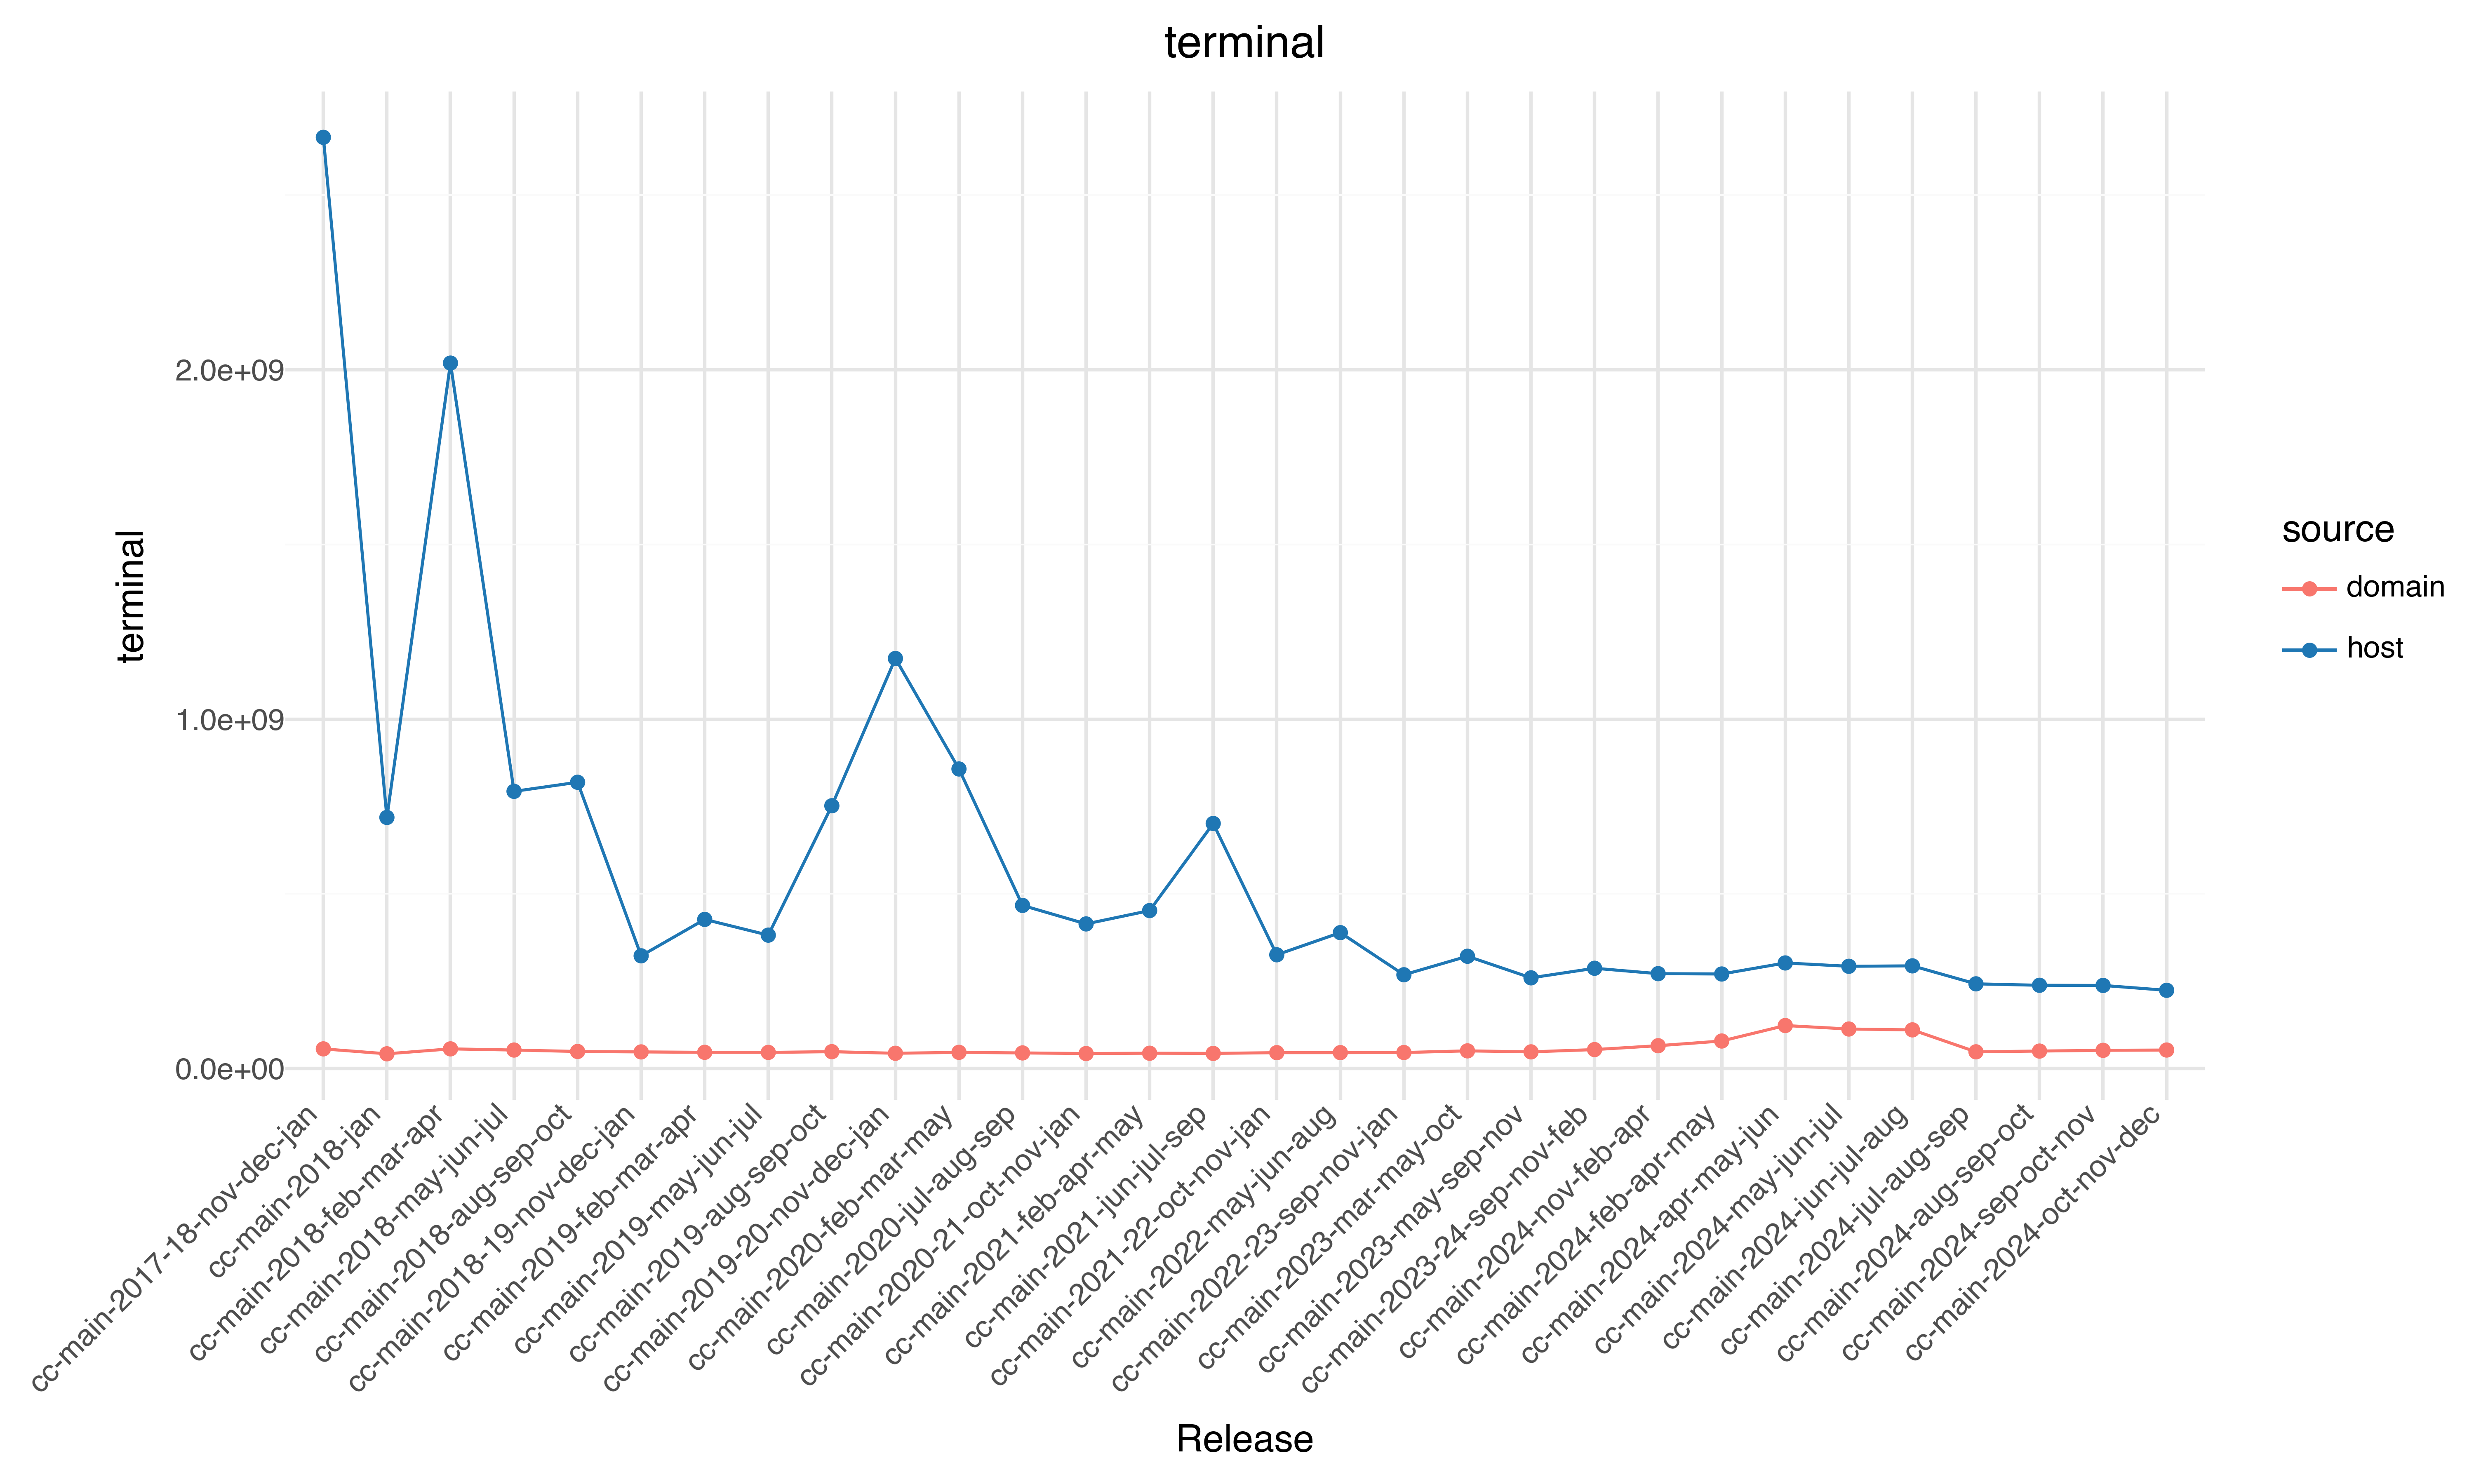 terminal
terminal
2.0e+09
1.0e+09
0.0e+00
cc-main-2017-18-nov-dec-jan
cc-main-2018-jan
cc-main-2018-feb-mar-apr
cc-main-2018-may-jun-jul
cc-main-2018-aug-sep-oct
cc-main-2018-19-nov-dec-jan
cc-main-2019-feb-mar-apr
cc-main-2019-may-jun-jul
cc-main-2019-aug-sep-oct
cc-main-2019-20-nov-dec-jan
cc-main-2020-feb-mar-may
cc-main-2020-jul-aug-sep
cc-main-2020-21-oct-nov-jan
cc-main-2021-feb-apr-may
cc-main-2021-jun-jul-sep
cc-main-2021-22-oct-nov-jan
cc-main-2022-may-jun-aug
cc-main-2022-23-sep-nov-jan
cc-main-2023-mar-may-oct
cc-main-2023-may-sep-nov
cc-main-2023-24-sep-nov-feb
cc-main-2024-nov-feb-apr
cc-main-2024-feb-apr-may
cc-main-2024-apr-may-jun
cc-main-2024-may-jun-jul
cc-main-2024-jun-jul-aug
cc-main-2024-jul-aug-sep
cc-main-2024-aug-sep-oct
cc-main-2024-sep-oct-nov
cc-main-2024-oct-nov-dec
Release
source
domain
host